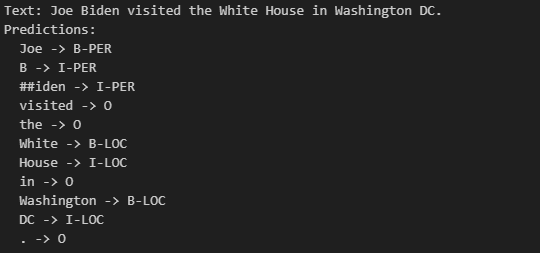 Text: Joe Biden visited the White House in Washington DC.
Predictions:
Joe -> B-PER
B -> I-PER
##iden -> I-PER
visited -> O
the -> O
White -> B-LOC
House -> I-LOC
in -> O
Washington -> B-LOC
DC -> I-LOC
. -> O